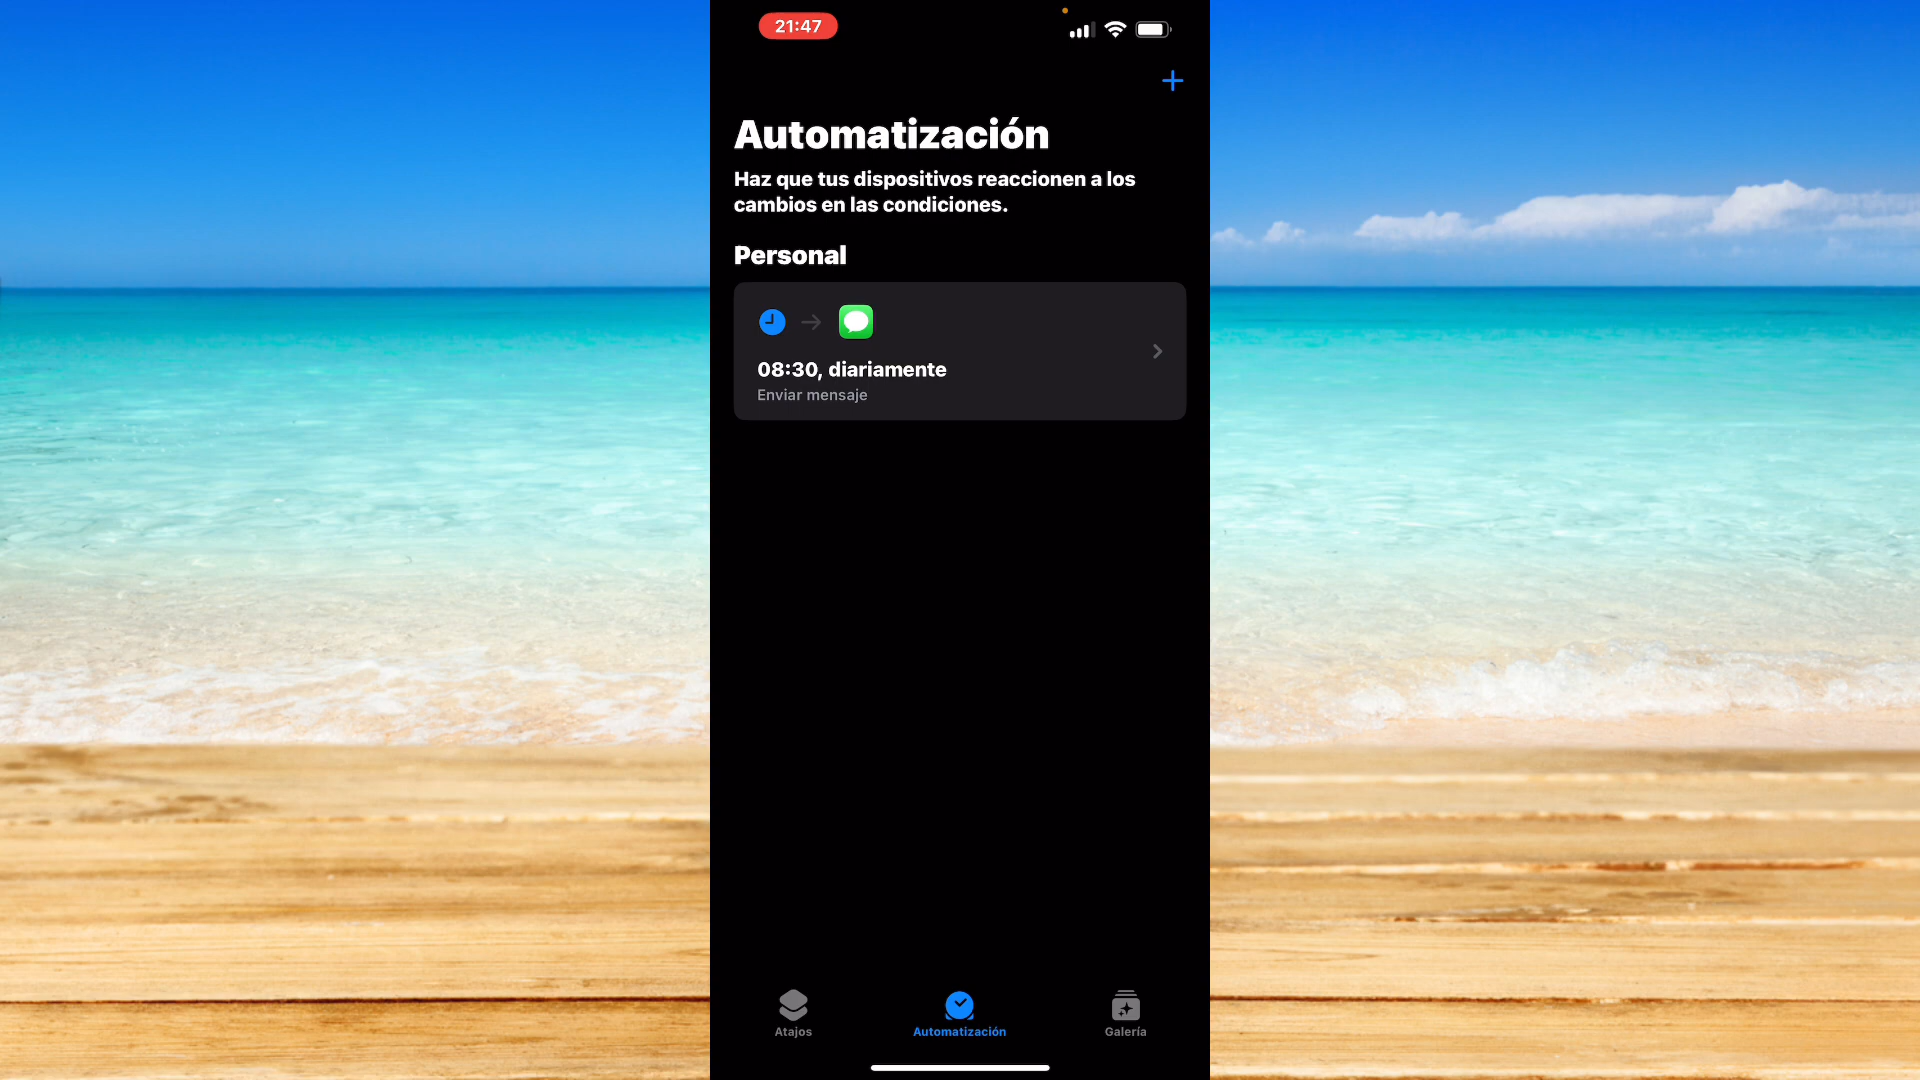 21:47
Automatización
Haz que tus dispositivos reaccionen a los
cambios en las condiciones.
Personal
08:30, diariamente
Enviar mensaje
Atajos
Automatización
Galería